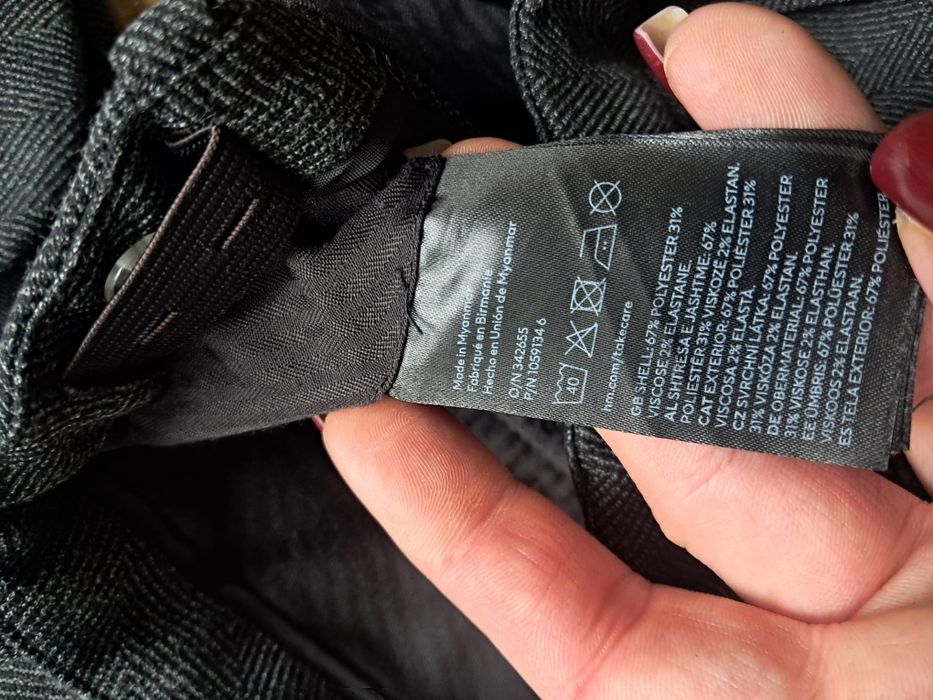 Made in Myanmar
Fabriqué en Birmanie
Hecho en Unión de Myanmar
O/N 342655
P/N 1059134 6
40
hm.com/takecare
GB SHELL: 67% POLYESTER 31%
VISCOSE 2% ELASTANE
AL SHTRESA E JASHTME: 67%
POLIESTËR 31% VISKOZË 2% ELASTAN.
CAT EXTERIOR: 67% POLIÈSTER 31%
VISCOSA 2% ELASTÀ
CZ SVRCHNÍ LÁTKA: 67% POLYESTER
31% VISKÓZA 2% ELASTAN.
DE OBERMATERIAL: 67% POLYESTER
31% VISKOSE 2% ELASTHAN.
EE ÜMBRIS: 67% POLÜESTER 31%
VISKOOS 2% ELASTAAN.
ES TELA EXTERIOR: 67% POLIÉSTER